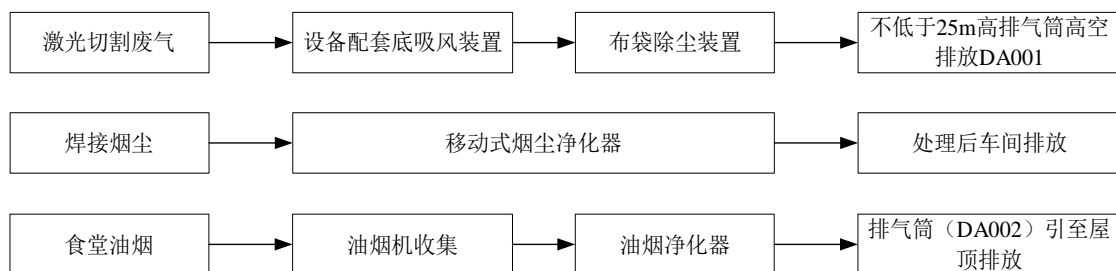 激光切割废气
设备配套底吸风装置
布袋除尘装置
不低于25m高排气筒高空
排放DA001
焊接烟尘
移动式烟尘净化器
处理后车间排放
食堂油烟
油烟机收集
油烟净化器
排气筒（DA002）引至屋
顶排放